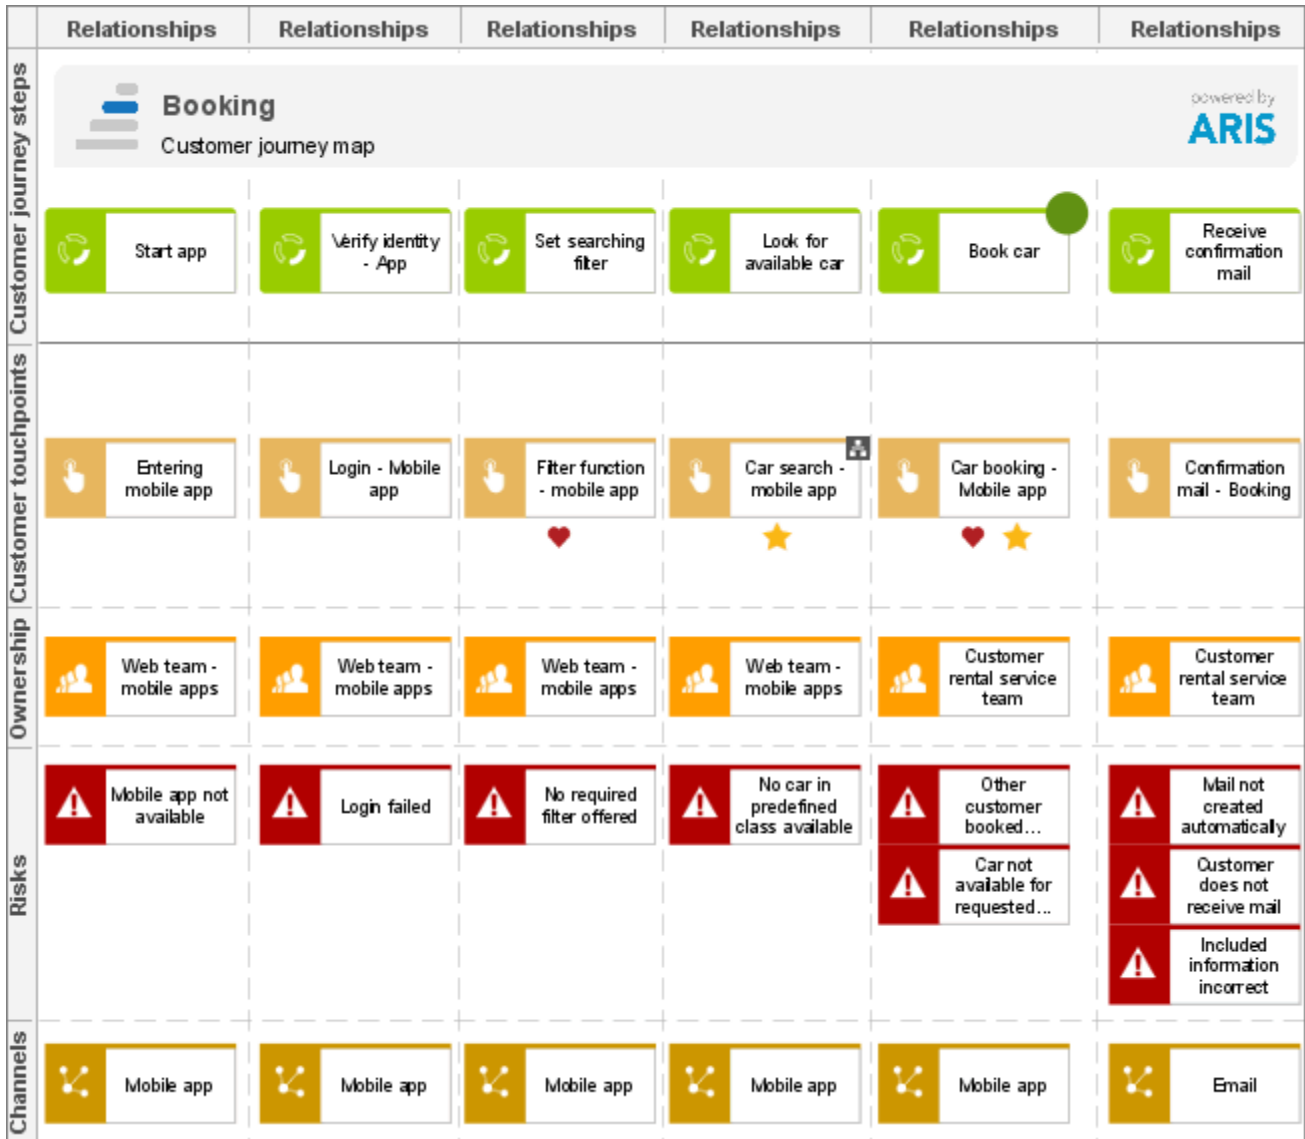 Relationships Relationships Relationships Relationships Relationships Relationships
Customer journey steps
Booking
Customer journey map
powered by
ARIS
Start app
Verify identity
- App
Set searching
filter
Look for
available car
Book car
Receive
confirmation
mail
Customer touchpoints
Entering
mobile app
Login - Mobile
app
Filter function
- mobile app
Car search -
mobile app
Car booking -
Mobile app
Confirmation
mail - Booking
Ownership
Web team -
mobile apps
Web team -
mobile apps
Web team -
mobile apps
Web team -
mobile apps
Customer
rental service
team
Customer
rental service
team
Risks
Mobile app not
available
Login failed
No required
filter offered
No car in
predefined
class available
Other
customer
booked...
Car not
available for
requested...
Mail not
created
automatically
Customer
does not
receive mail
Included
information
incorrect
Channels
Mobile app
Mobile app
Mobile app
Mobile app
Mobile app
Email